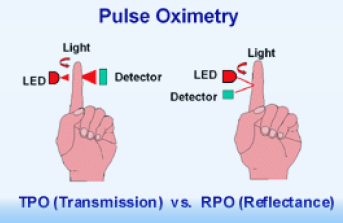 Pulse Oximetry
Light
LED
Detector
Light
LED
Detector
TPO (Transmission) vs. RPO (Reflectance)